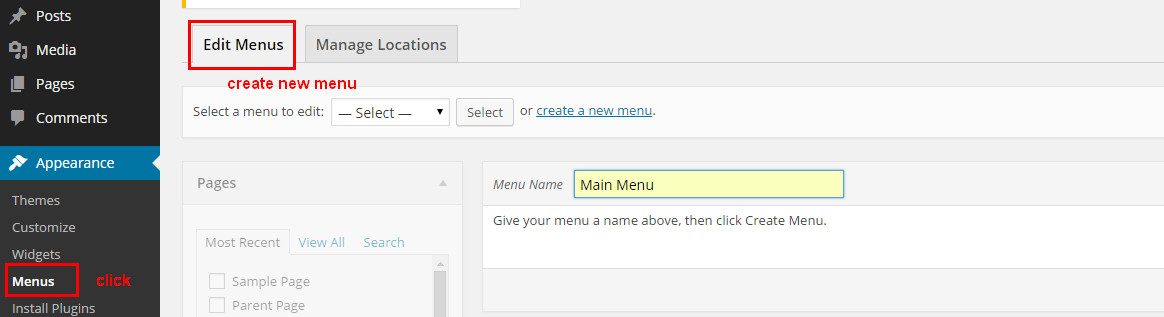 Posts
Media
Pages
Comments
Appearance
Themes
Customize
Widgets
Menus
click
Install Plugins
Edit Menus
Manage Locations
create new menu
Select a menu to edit: — Select — Select or create a new menu.
Pages
Most Recent View All Search
Sample Page
Parent Page
Menu Name Main Menu
Give your menu a name above, then click Create Menu.